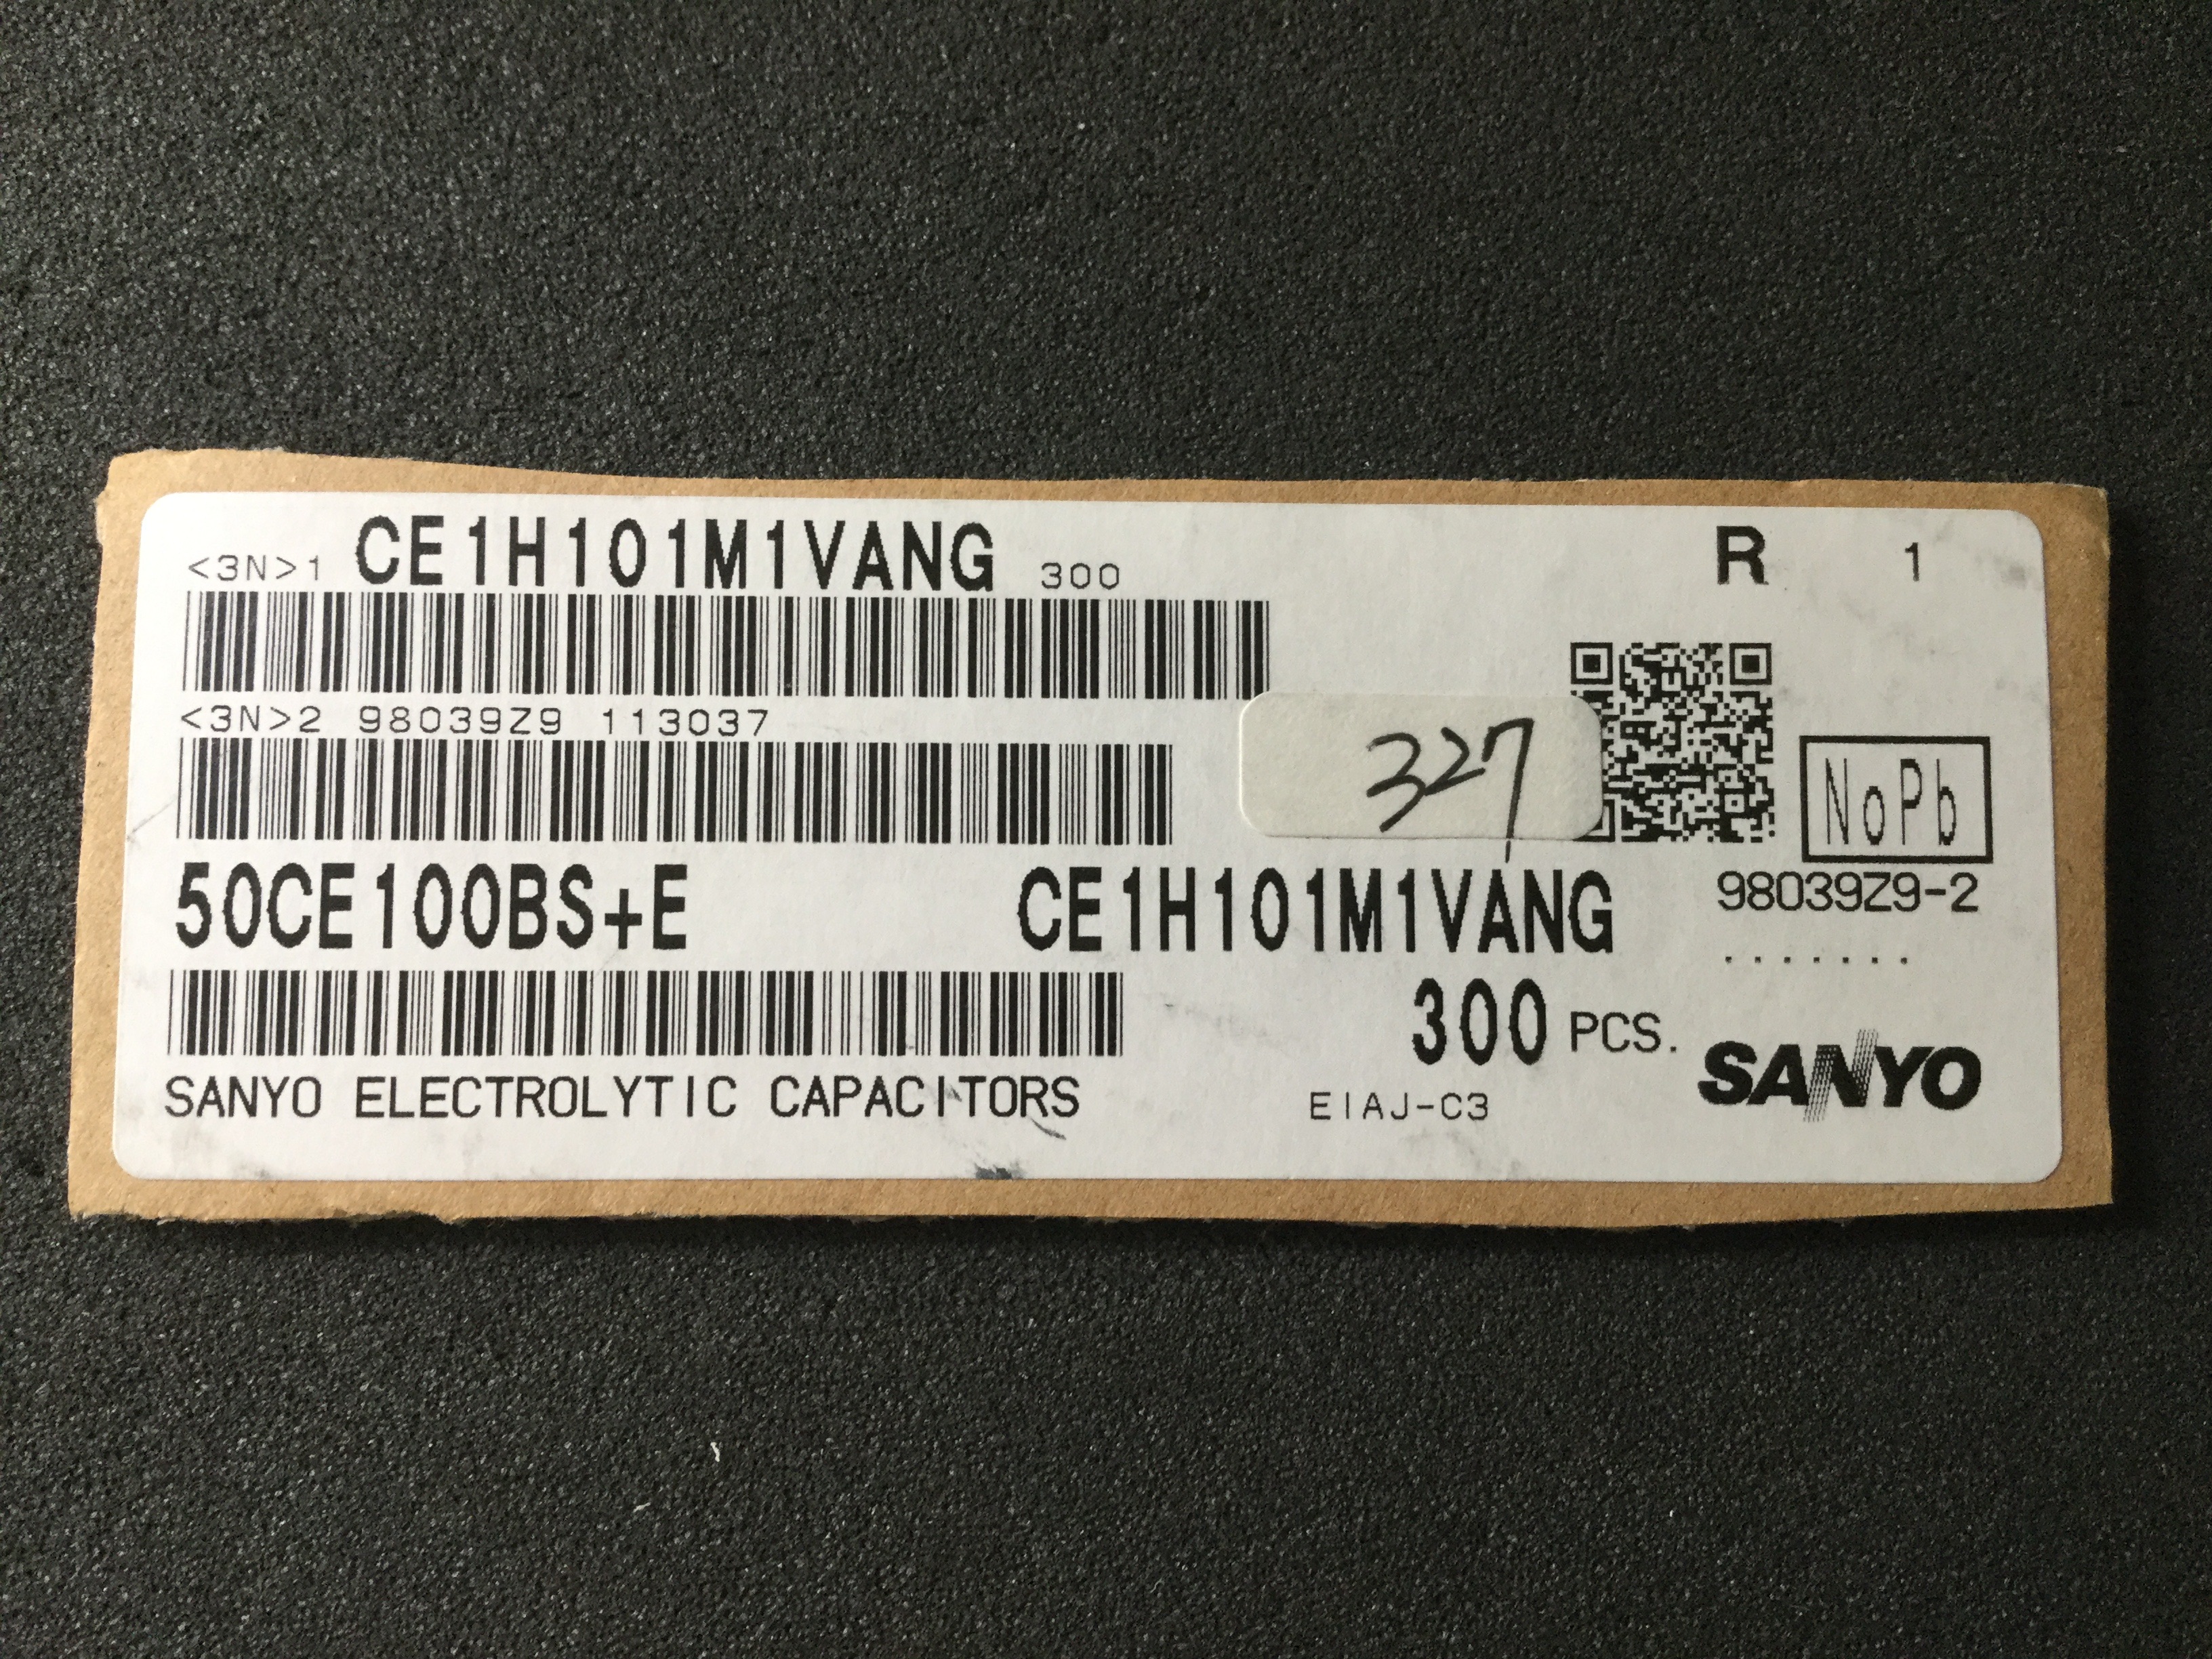 <3N>1 CE1H101M1VANG 300
R 1
<3N>2 98039Z9 113037
327
NoPb
50CE100BS+E CE1H101M1VANG 98039Z9-2
.......
300 PCS.
SANYO
SANYO ELECTROLYTIC CAPACITORS EIAJ-C3